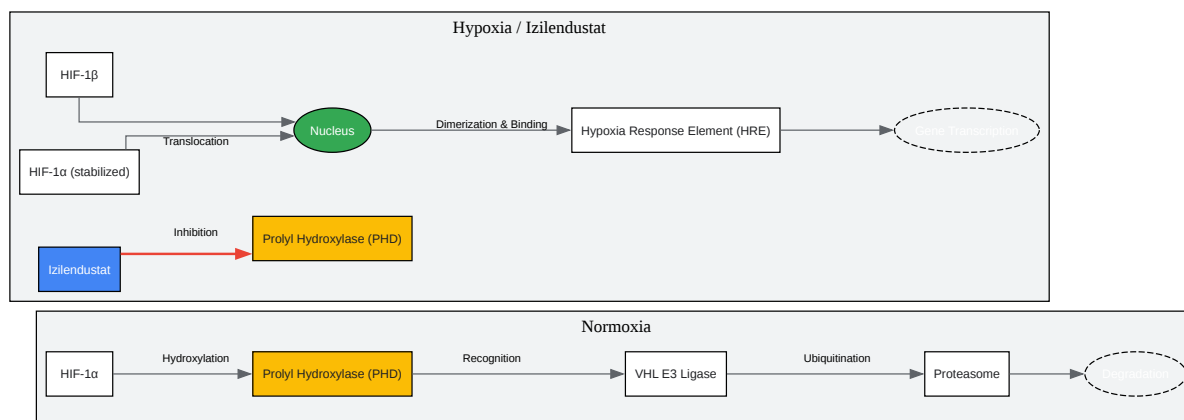 Hypoxia / Izilendustat
HIF-1β
Nucleus
Dimerization & Binding
Hypoxia Response Element (HRE)
Gene Transcription
Translocation
HIF-1α (stabilized)
Inhibition
Prolyl Hydroxylase (PHD)
Izilendustat
Normoxia
HIF-1α
Hydroxylation
Prolyl Hydroxylase (PHD)
Recognition
VHL E3 Ligase
Ubiquitination
Proteasome
Degradation